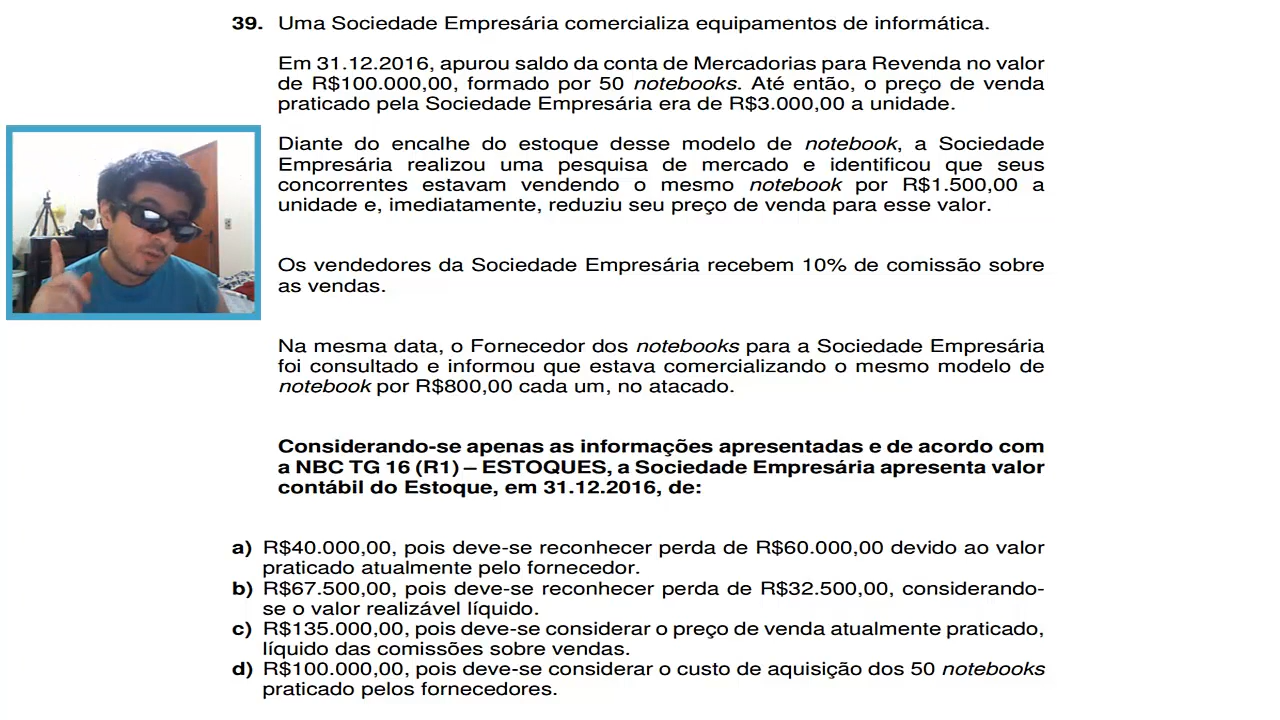 39. Uma Sociedade Empresária comercializa equipamentos de informática.
Em 31.12.2016, apurou saldo da conta de Mercadorias para Revenda no valor
de R$100.000,00, formado por 50 notebooks. Até então, o preço de venda
praticado pela Sociedade Empresária era de R$3.000,00 a unidade.
Diante do encalhe do estoque desse modelo de notebook, a Sociedade
Empresária realizou uma pesquisa de mercado e identificou que seus
concorrentes estavam vendendo o mesmo notebook por R$1.500,00 a
unidade e, imediatamente, reduziu seu preço de venda para esse valor.
Os vendedores da Sociedade Empresária recebem 10% de comissão sobre
as vendas.
Na mesma data, o Fornecedor dos notebooks para a Sociedade Empresária
foi consultado e informou que estava comercializando o mesmo modelo de
notebook por R$800,00 cada um, no atacado.
Considerando-se apenas as informações apresentadas e de acordo com
a NBC TG 16 (R1) – ESTOQUES, a Sociedade Empresária apresenta valor
contábil do Estoque, em 31.12.2016, de:
a) R$40.000,00, pois deve-se reconhecer perda de R$60.000,00 devido ao valor
praticado atualmente pelo fornecedor.
b) R$67.500,00, pois deve-se reconhecer perda de R$32.500,00, considerando-
se o valor realizável líquido.
c) R$135.000,00, pois deve-se considerar o preço de venda atualmente praticado,
líquido das comissões sobre vendas.
d) R$100.000,00, pois deve-se considerar o custo de aquisição dos 50 notebooks
praticado pelos fornecedores.